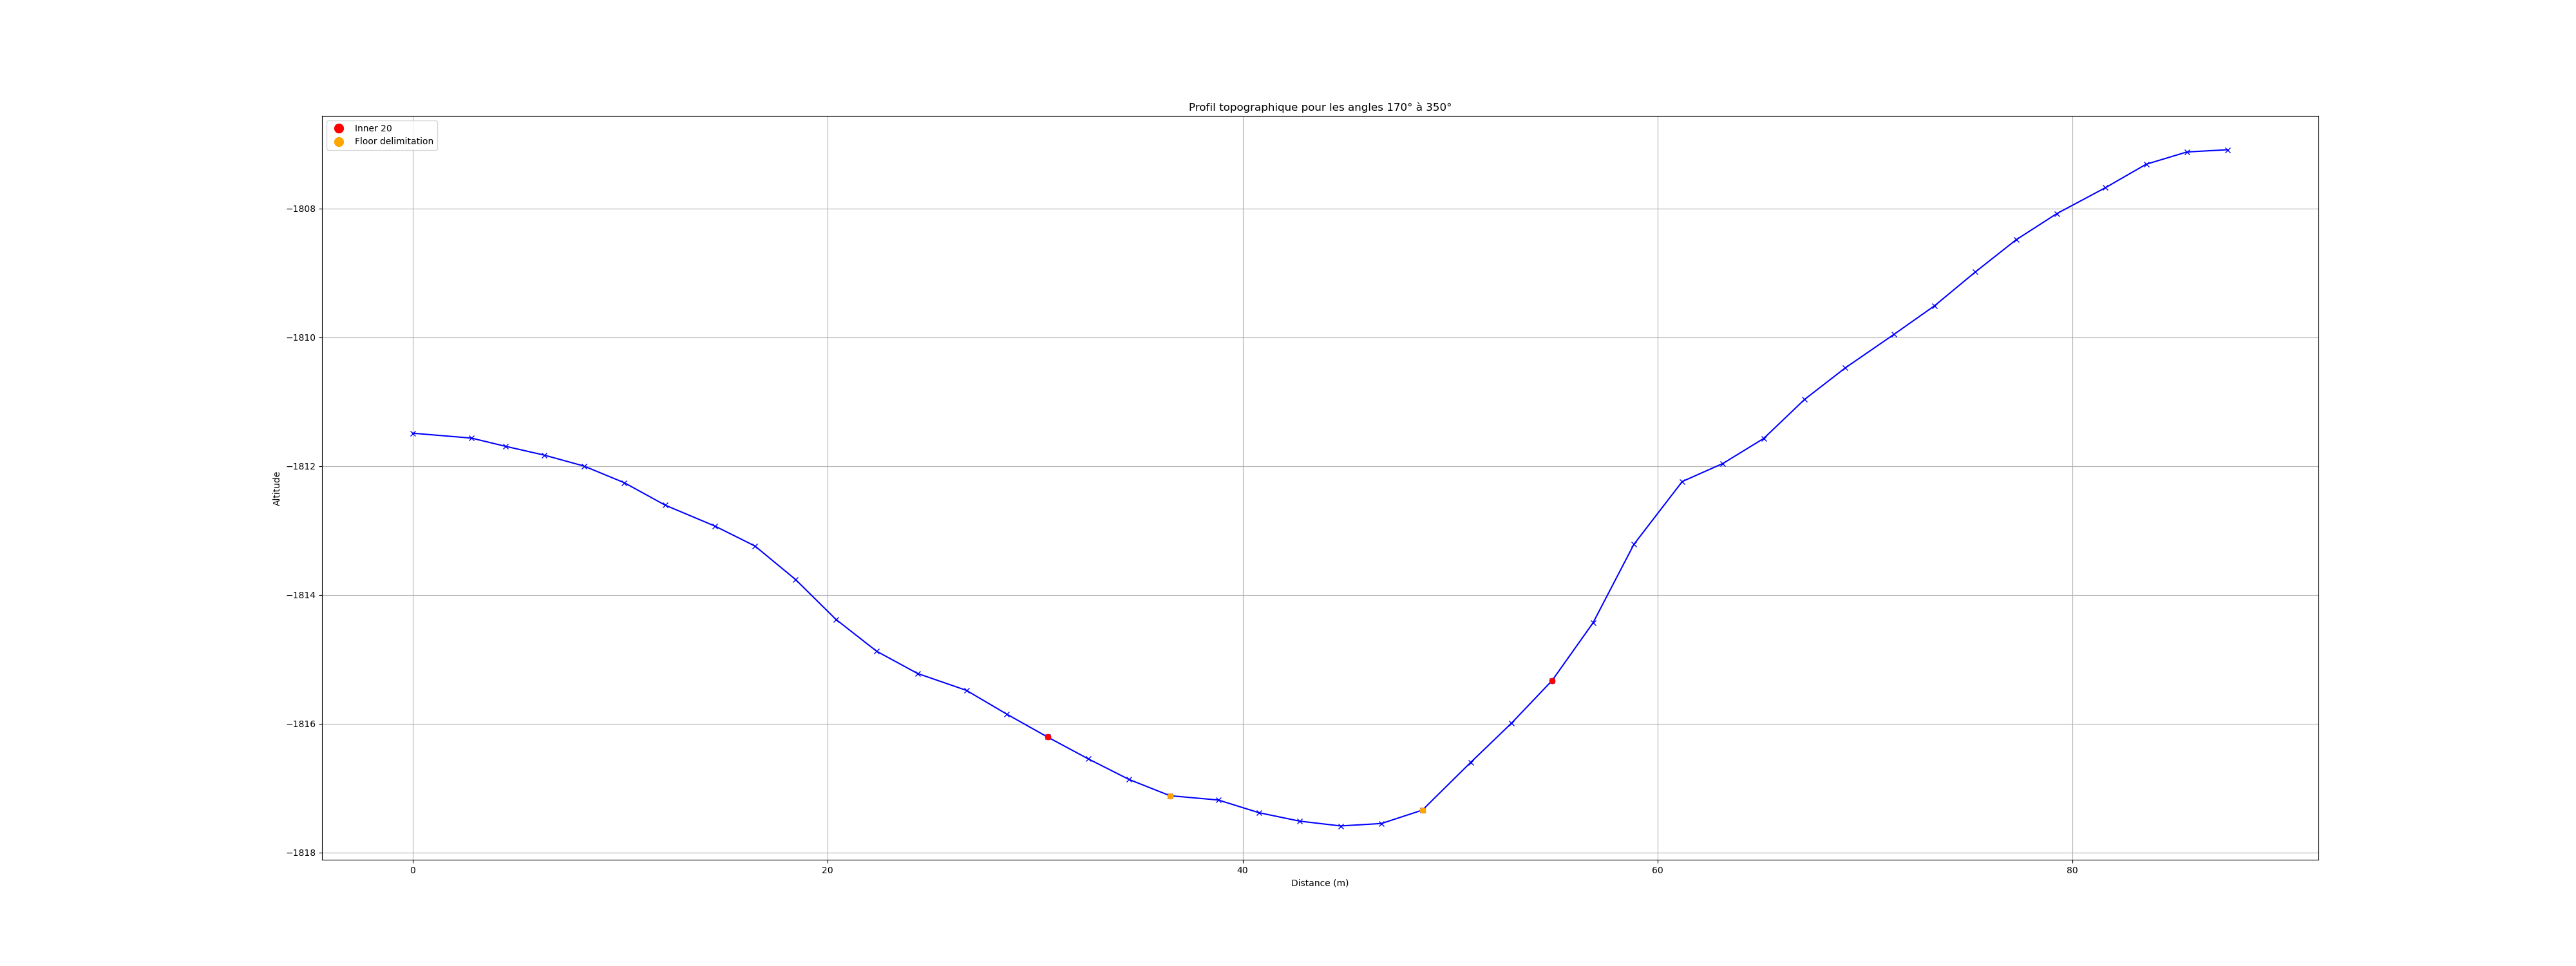 Profil topographique pour les angles 170° à 350°
Inner 20
Floor delimitation
−1808
−1810
−1812
−1814
−1816
−1818
Altitude
0 20 40 60 80
Distance (m)